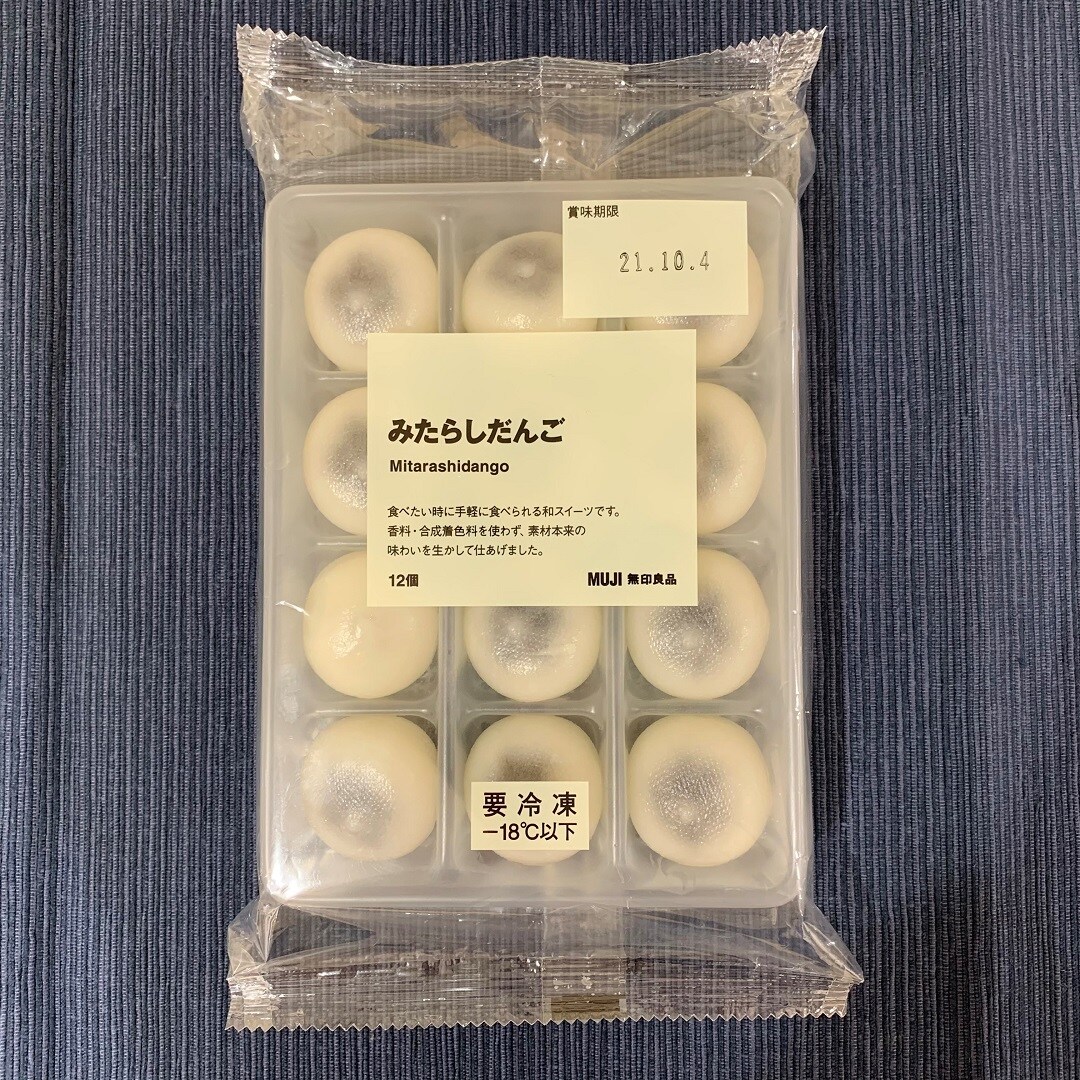 賞味期限
21.10.4
みたらしだんご
Mitarashidango
食べたい時に手軽に食べられる和スイーツです。
香料・合成着色料を使わず、素材本来の
味わいを生かして仕あげました。
12個
MUJI 無印良品
要冷凍
−18℃以下